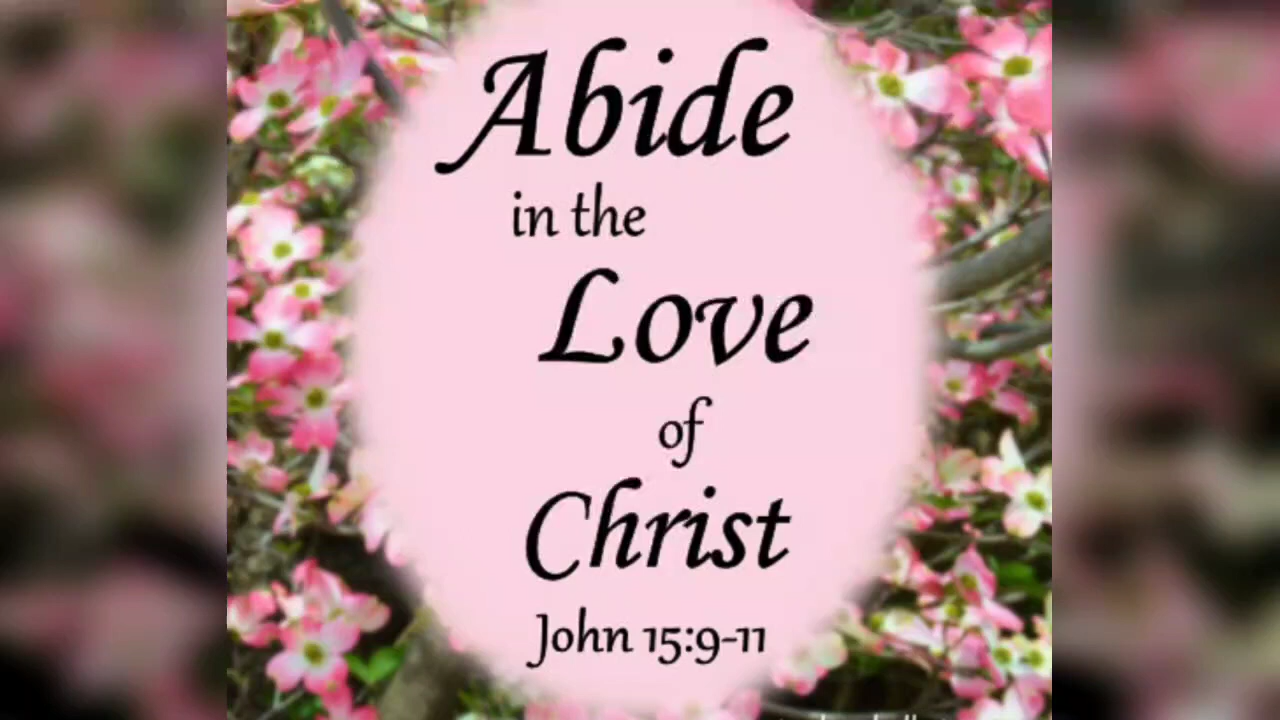 Abide
in the
Love
of
Christ
John 15:9-11